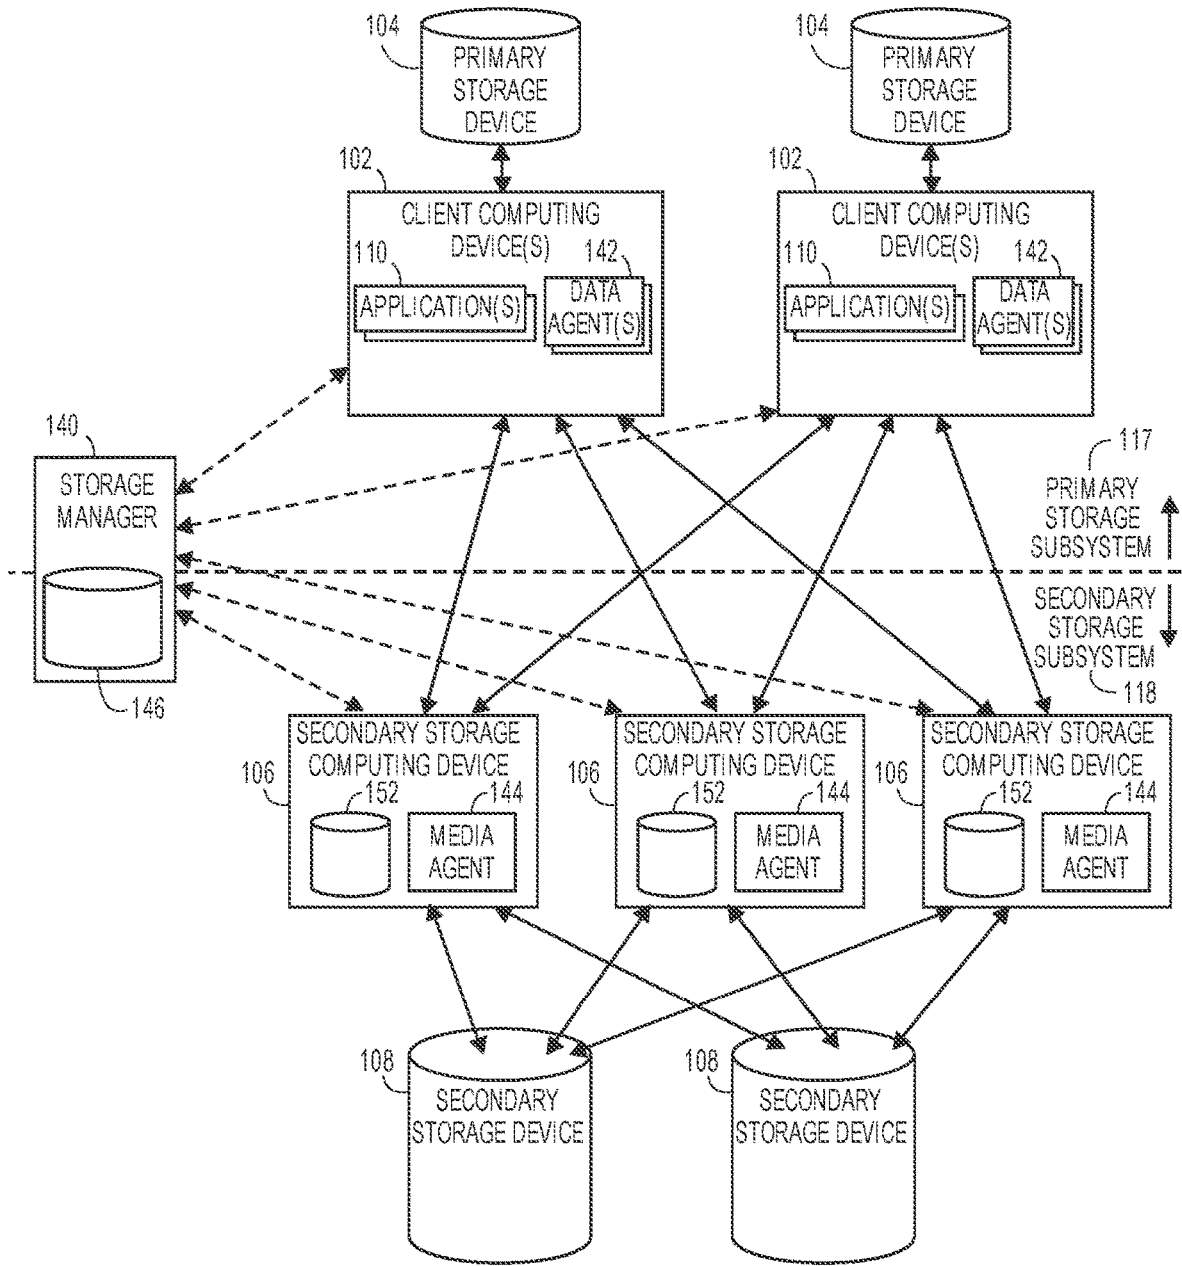 104
PRIMARY
STORAGE
DEVICE
104
PRIMARY
STORAGE
DEVICE
102
CLIENT COMPUTING
DEVICE(S)
110
142
APPLICATION(S)
DATA
AGENT(S)
102
CLIENT COMPUTING
DEVICE(S)
110
142
APPLICATION(S)
DATA
AGENT(S)
140
STORAGE
MANAGER
146
117
PRIMARY
STORAGE
SUBSYSTEM
SECONDARY
STORAGE
SUBSYSTEM
118
SECONDARY STORAGE
COMPUTING DEVICE
106
152
144
MEDIA
AGENT
SECONDARY STORAGE
COMPUTING DEVICE
106
152
144
MEDIA
AGENT
SECONDARY STORAGE
COMPUTING DEVICE
106
152
144
MEDIA
AGENT
108
SECONDARY
STORAGE DEVICE
108
SECONDARY
STORAGE DEVICE